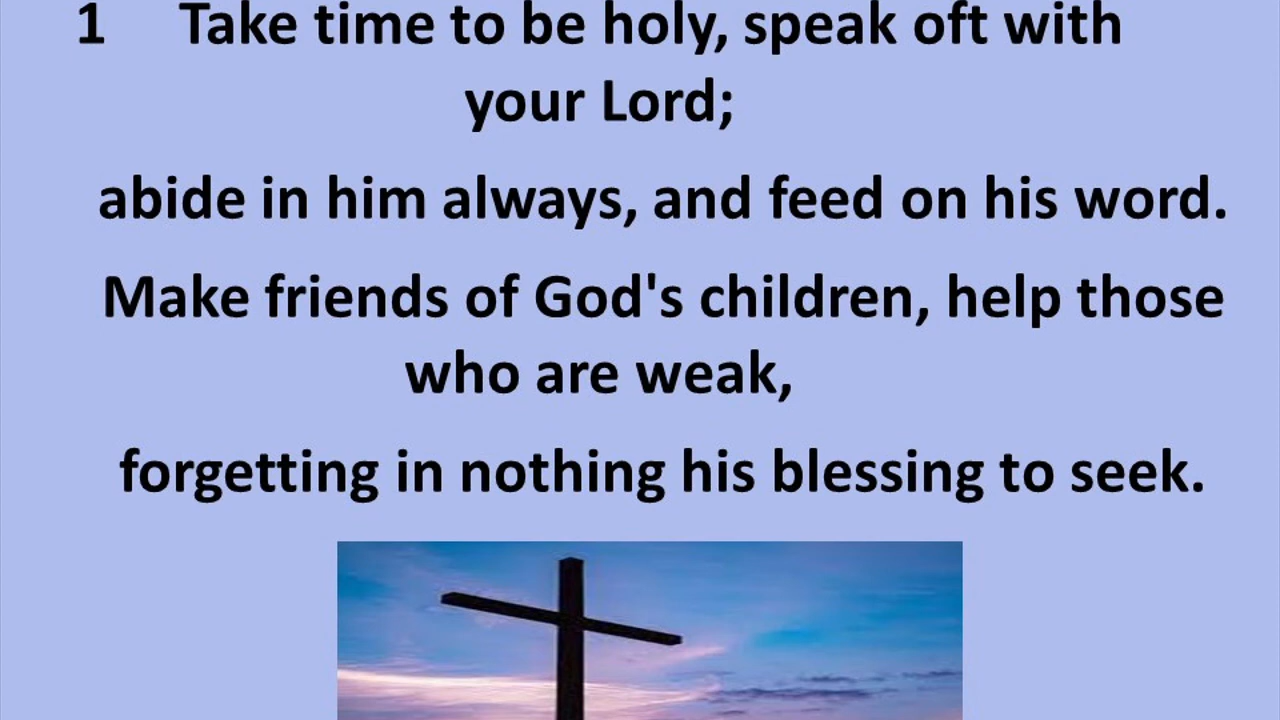 1 Take time to be holy, speak oft with
your Lord;
abide in him always, and feed on his word.
Make friends of God's children, help those
who are weak,
forgetting in nothing his blessing to seek.